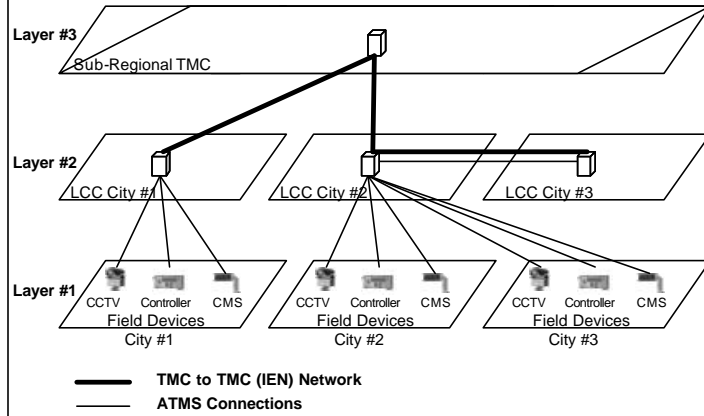 Layer #3
Sub-Regional TMC
Layer #2
LCC City #1
LCC City #2
LCC City #3
Layer #1
CCTV Controller CMS
Field Devices
City #1
CCTV Controller CMS
Field Devices
City #2
CCTV Controller CMS
Field Devices
City #3
TMC to TMC (IEN) Network
ATMS Connections